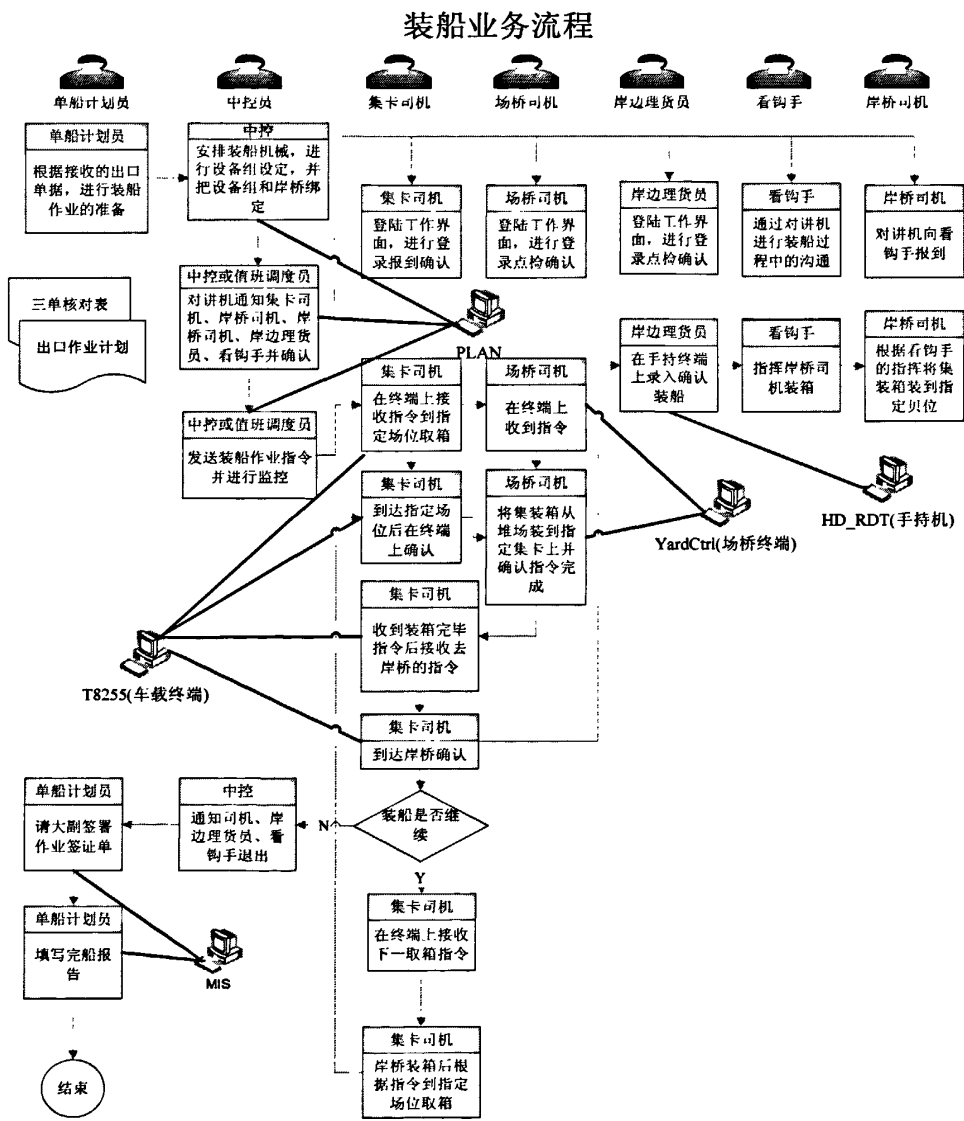 装船业务流程
单船计划员
中控员
集卡司机
场桥司机
岸边理货员
看钩手
岸桥司机
单船计划员
根据接收的出口
单据，进行装船
作业的准备
中控
安排装船机械，进
行设备组设定，并
把设备组和岸桥绑
定
集卡司机
登陆工作界
面，进行登
录报到确认
场桥司机
登陆工作界
面，进行登
录点检确认
岸边理货员
登陆工作界
面，进行登
录点检确认
看钩手
通过对讲机
进行装船过
程中的沟通
岸桥司机
对讲机向看
钩手报到
三单核对表
出口作业计划
中控或值班调度员
对讲机通知集卡司
机、岸桥司机、岸
桥司机、岸边理货
员、看钩手并确认
PLAN
岸边理货员
在手持终端
上录入确认
装船
看钩手
指挥岸桥司
机装箱
岸桥司机
根据看钩手
的指挥将集
装箱装到指
定贝位
中控或值班调度员
发送装船作业指令
并进行监控
集卡司机
在终端上接
收指令到指
定场位取箱
场桥司机
在终端上
收到指令
集卡司机
到达指定场
位后在终端
上确认
场桥司机
将集装箱从
堆场装到指
定集卡上并
确认指令完
成
YardCtrl(场桥终端)
HD_RDT(手持机)
集卡司机
收到装箱完毕
指令后接收去
岸桥的指令
T8255(车载终端)
集卡司机
到达岸桥确认
单船计划员
请大副签署
作业签证单
中控
通知司机、岸
边理货员、看
钩手退出
N
装船是否继
续
Y
单船计划员
填写完船报
告
MIS
集卡司机
在终端上接收
下一取箱指令
结束
集卡司机
岸桥装箱后根
据指令到指定
场位取箱